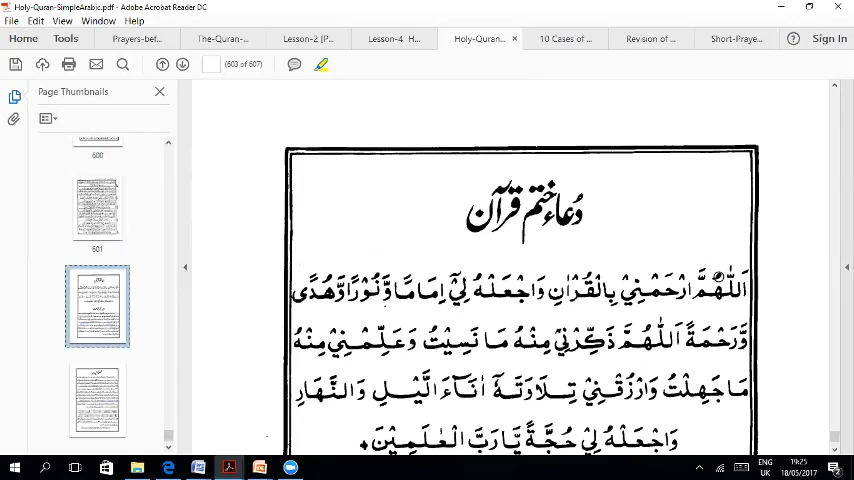 Holy-Quran-SimpleArabic.pdf - Adobe Acrobat Reader DC
File Edit View Window Help
Home Tools Prayers-bef... The-Quran-... Lesson-2 [P... Lesson-4 H... Holy-Quran... × 10 Cases of ... Revision of ... Short-Praye... Sign In
(603 of 607)
Page Thumbnails
600
601
دُعاءِ ختم قرآن
اَللّٰهُمَّ ارْحَمْنِيْ بِالْقُرْاٰنِ وَاجْعَلْهُ لِيْٓ اِمَامًا وَّنُوْرًا وَّهُدًى
وَّرَحْمَةً اَللّٰهُمَّ ذَكِّرْنِيْ مِنْهُ مَا نَسِيْتُ وَعَلِّمْنِيْ مِنْهُ
مَا جَهِلْتُ وَارْزُقْنِيْ تِلَاوَتَهٗٓ اٰنَآءَ الَّيْلِ وَالنَّهَارِ
وَاجْعَلْهُ لِيْ حُجَّةً يَّا رَبَّ الْعٰلَمِيْنَ
ENG 19:25
UK 18/05/2017
2